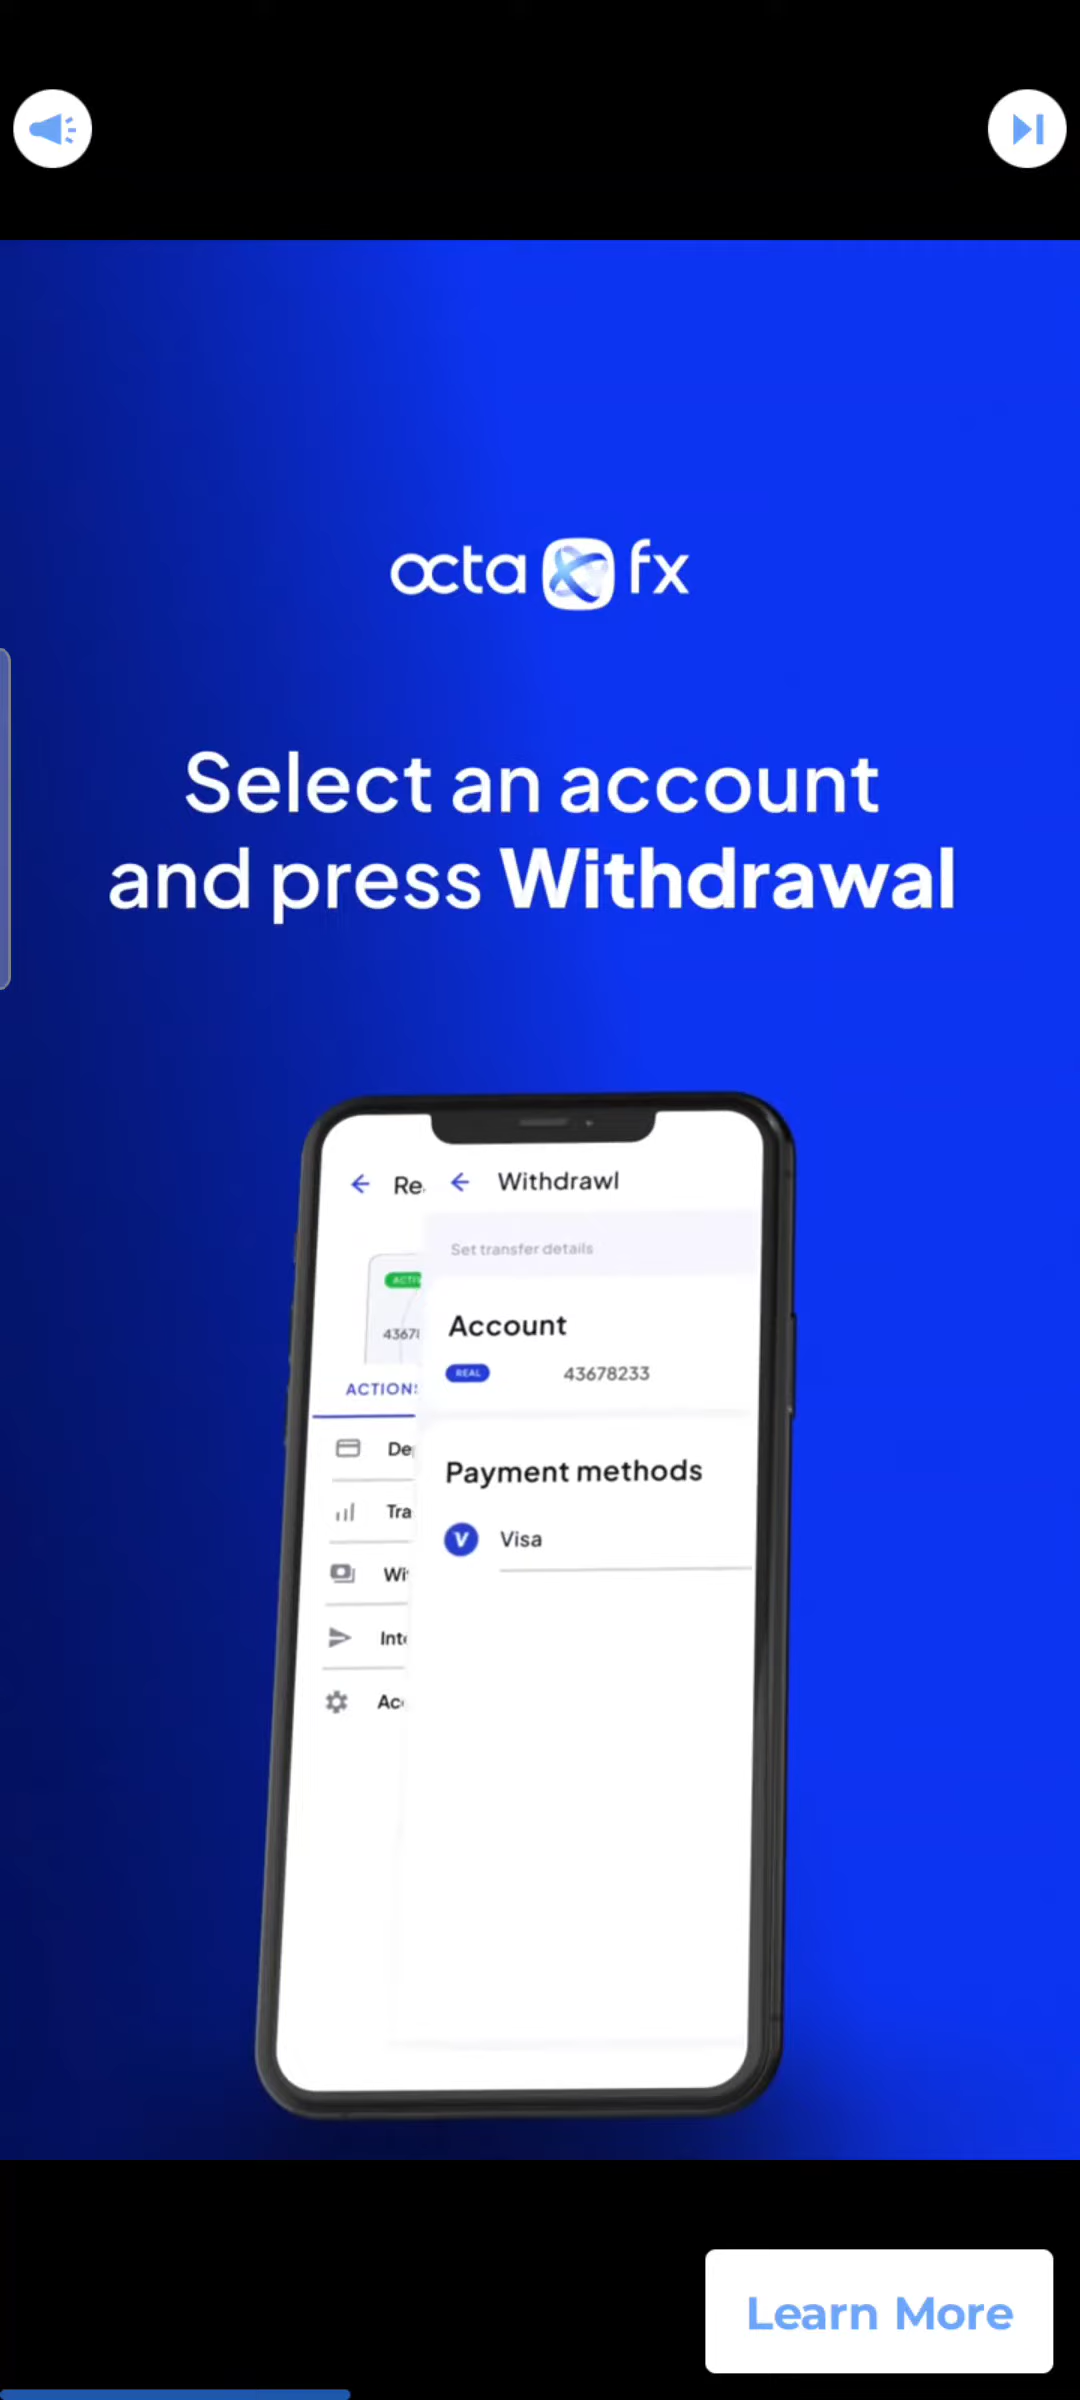 octa fx
Select an account
and press Withdrawal
Withdrawl
Set transfer details
Account
REAL 43678233
ACTIONS
Payment methods
Visa
Learn More